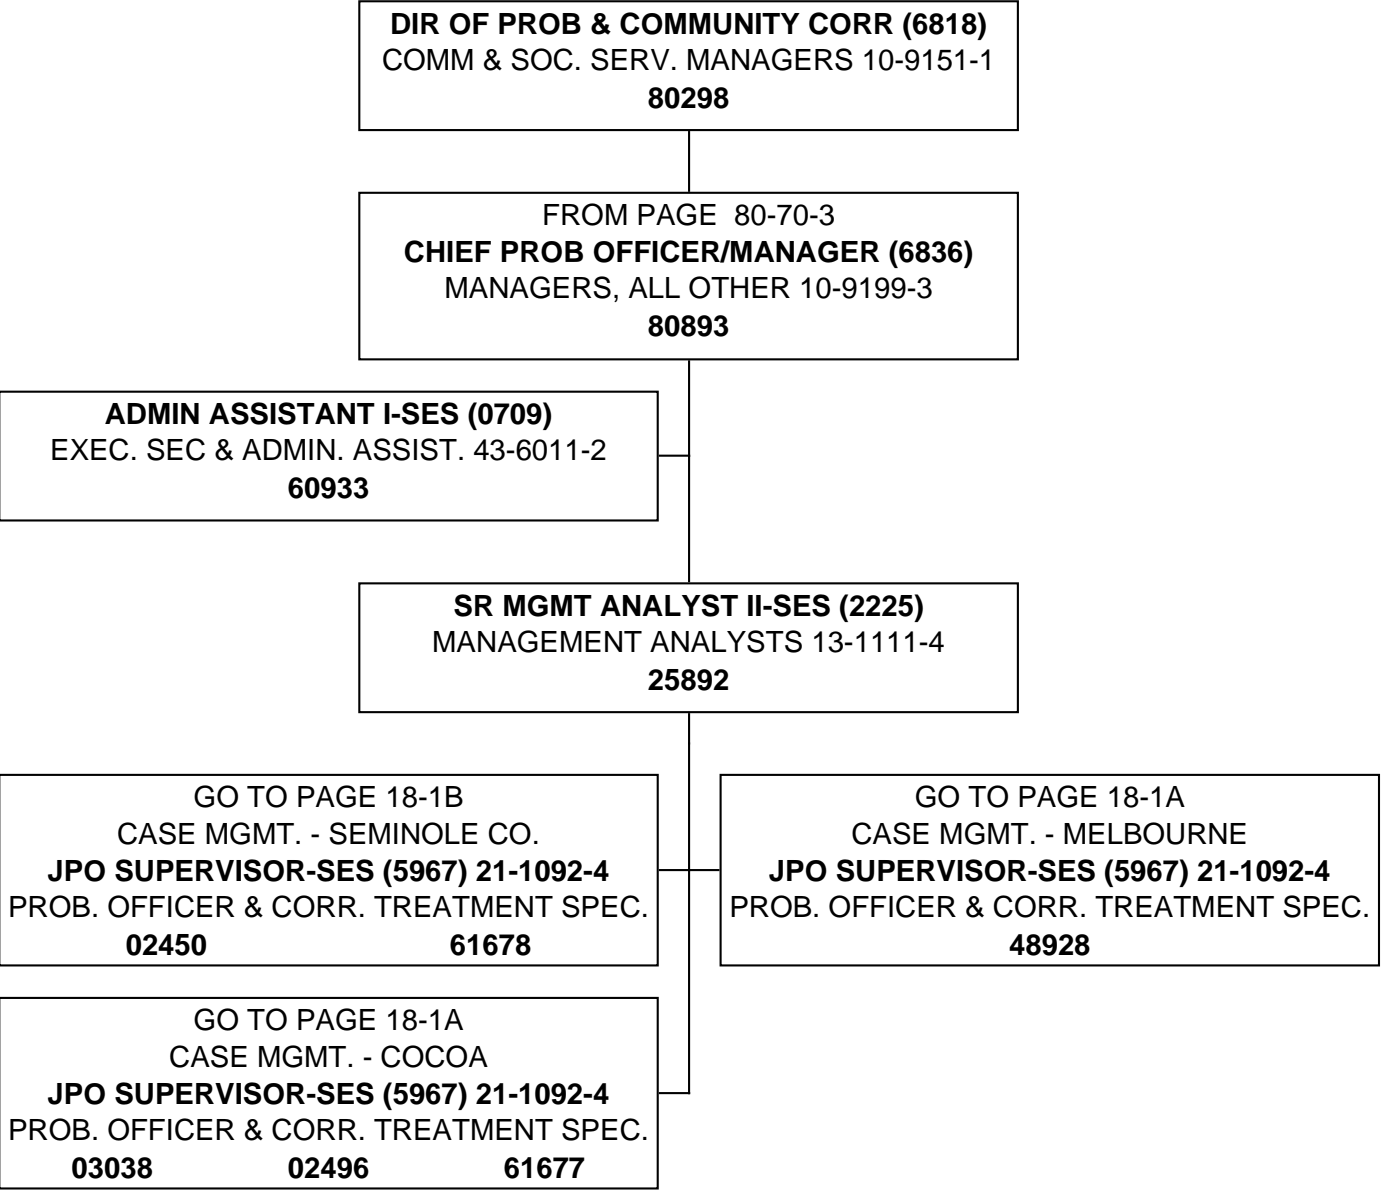 DIR OF PROB & COMMUNITY CORR (6818)
COMM & SOC. SERV. MANAGERS 10-9151-1
80298
FROM PAGE 80-70-3
CHIEF PROB OFFICER/MANAGER (6836)
MANAGERS, ALL OTHER 10-9199-3
80893
ADMIN ASSISTANT I-SES (0709)
EXEC. SEC & ADMIN. ASSIST. 43-6011-2
60933
SR MGMT ANALYST II-SES (2225)
MANAGEMENT ANALYSTS 13-1111-4
25892
GO TO PAGE 18-1B
CASE MGMT. - SEMINOLE CO.
JPO SUPERVISOR-SES (5967) 21-1092-4
PROB. OFFICER & CORR. TREATMENT SPEC.
02450 61678
GO TO PAGE 18-1A
CASE MGMT. - MELBOURNE
JPO SUPERVISOR-SES (5967) 21-1092-4
PROB. OFFICER & CORR. TREATMENT SPEC.
48928
GO TO PAGE 18-1A
CASE MGMT. - COCOA
JPO SUPERVISOR-SES (5967) 21-1092-4
PROB. OFFICER & CORR. TREATMENT SPEC.
03038 02496 61677